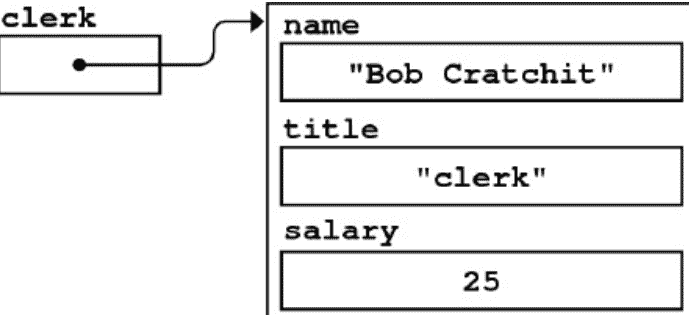 clerk
name
"Bob Cratchit"
title
"clerk"
salary
25